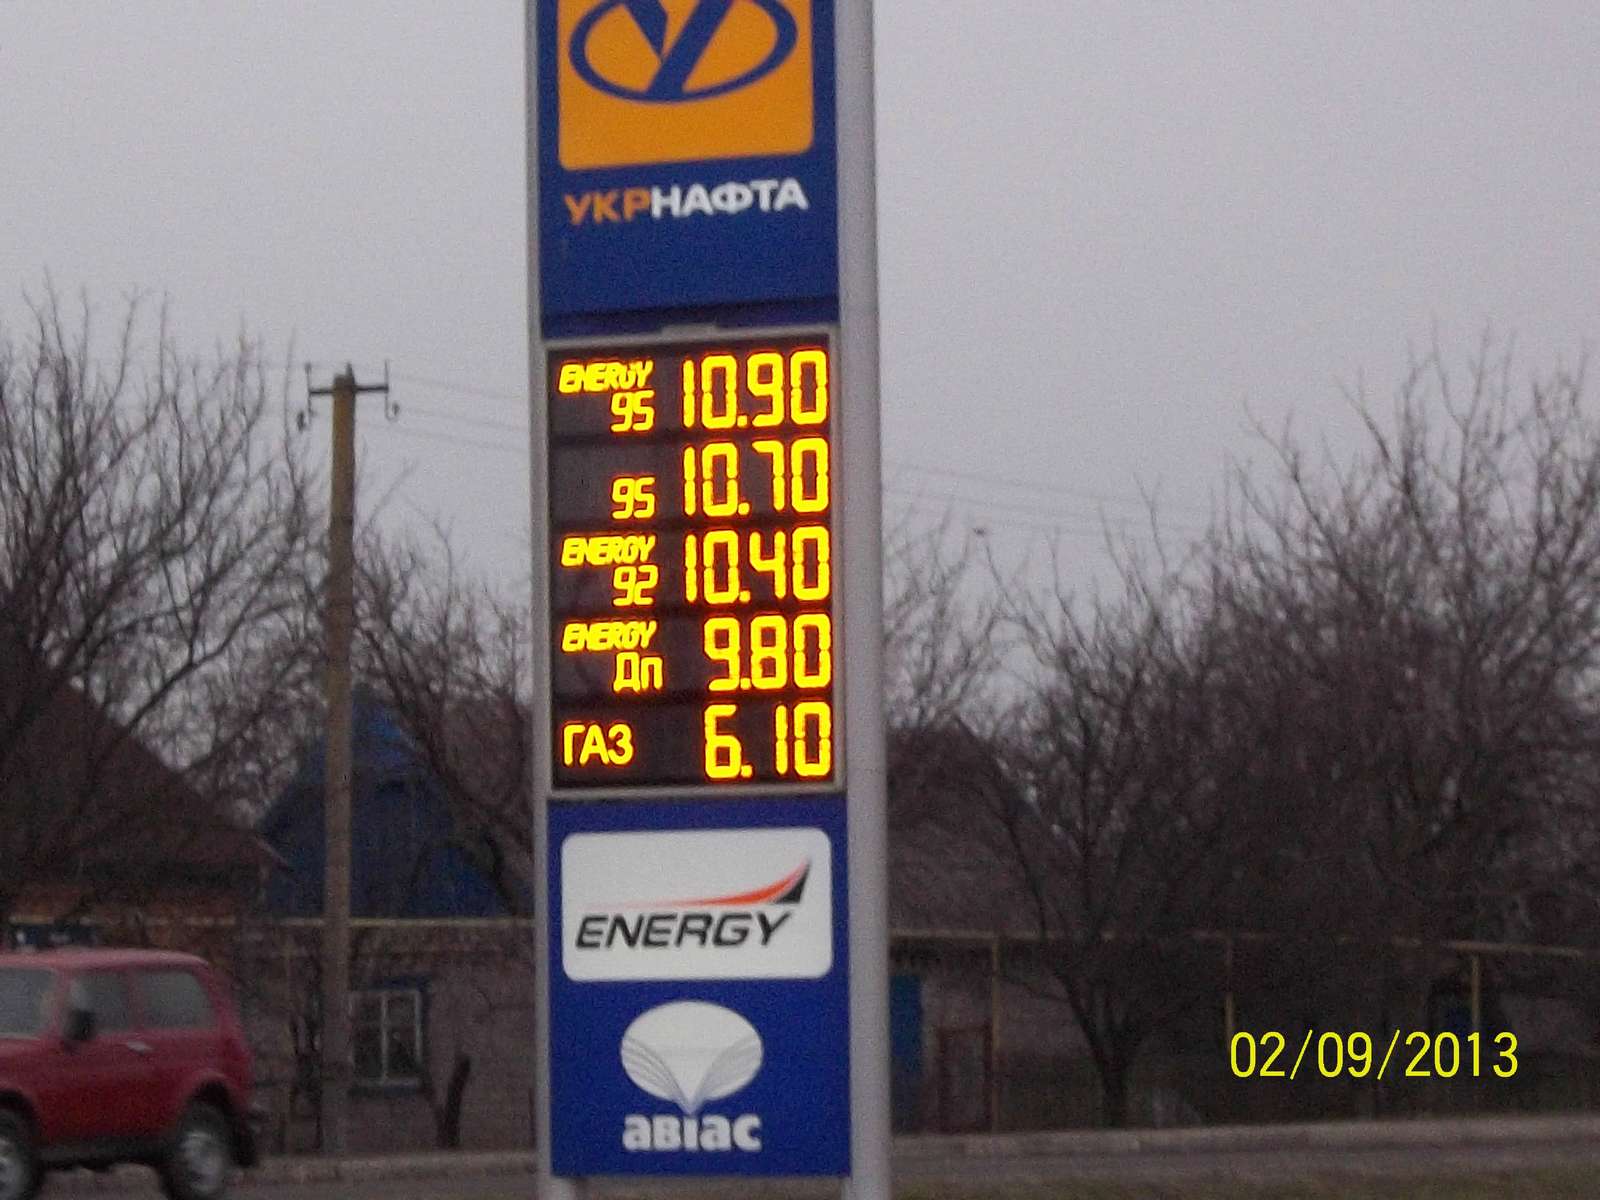 УКРНАФТА
ENERGY 95 10.90
95 10.70
ENERGY 92 10.40
ENERGY Дп 9.80
ГАЗ 6.10
ENERGY
авіас
02/09/2013